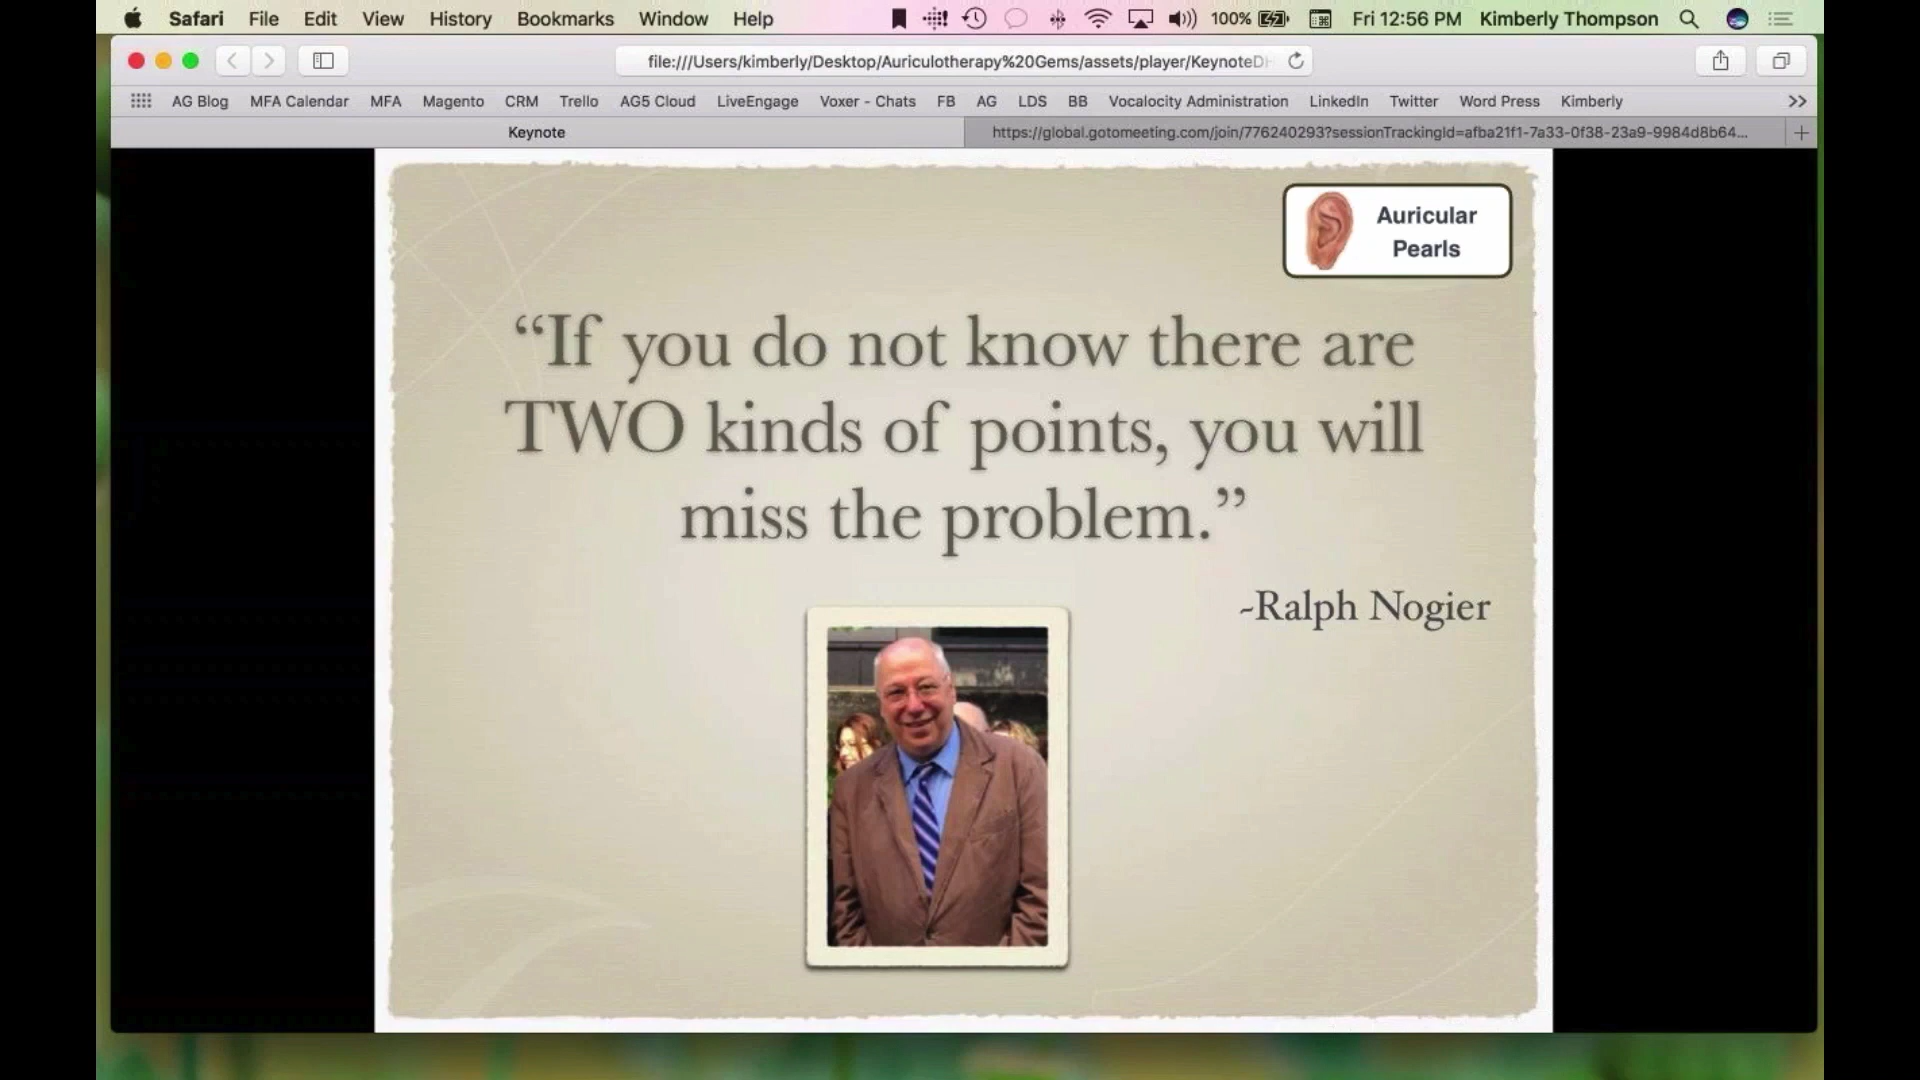 Safari File Edit View History Bookmarks Window Help 100% Fri 12:56 PM Kimberly Thompson
file:///Users/kimberly/Desktop/Auriculotherapy%20Gems/assets/player/KeynoteD
AG Blog MFA Calendar MFA Magento CRM Trello AG5 Cloud LiveEngage Voxer - Chats FB AG LDS BB Vocalocity Administration LinkedIn Twitter Word Press Kimberly
Keynote https://global.gotomeeting.com/join/776240293?sessionTrackingId=afba21f1-7a33-0f38-23a9-9984d8b64...
Auricular
Pearls
“If you do not know there are
TWO kinds of points, you will
miss the problem.”
~Ralph Nogier